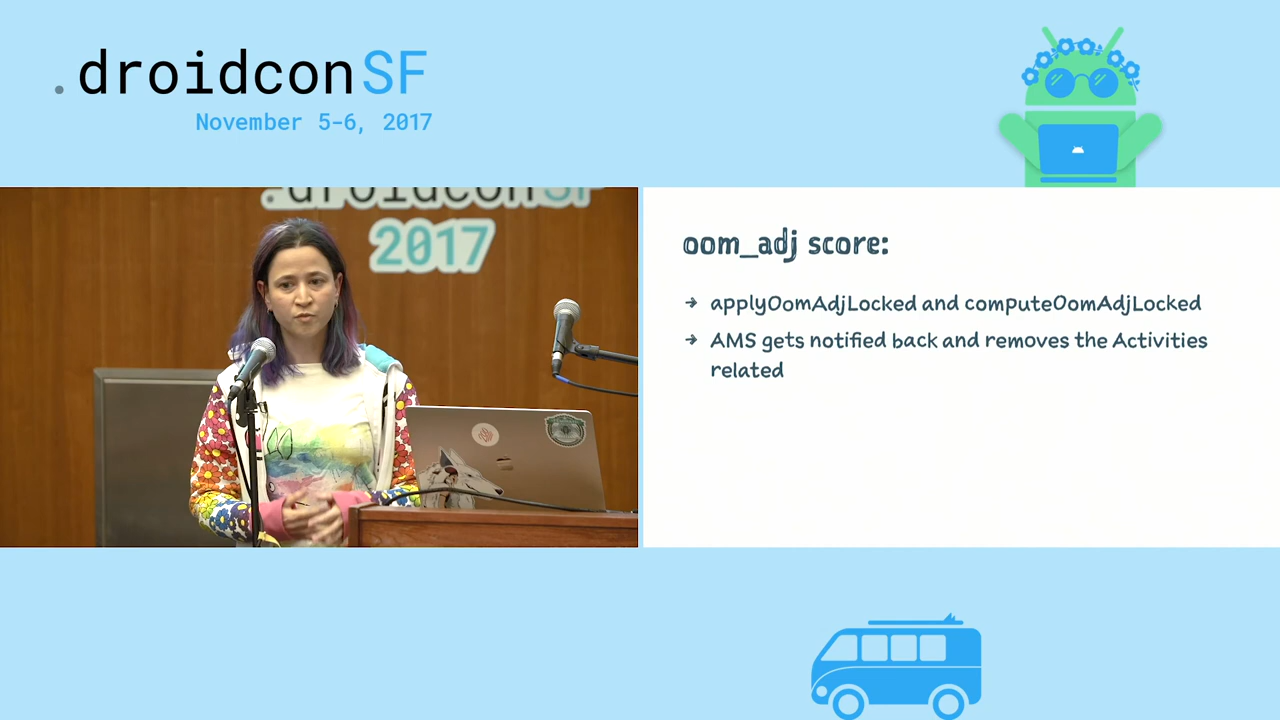 .droidconSF
November 5-6, 2017
.droidconSF
2017
oom_adj score:
→ applyOomAdjLocked and computeOomAdjLocked
→ AMS gets notified back and removes the Activities
related